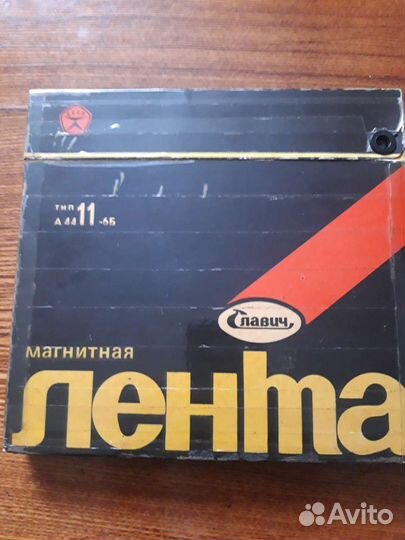 тип
А4411-6Б
Славич
магнитная
лента
Avito